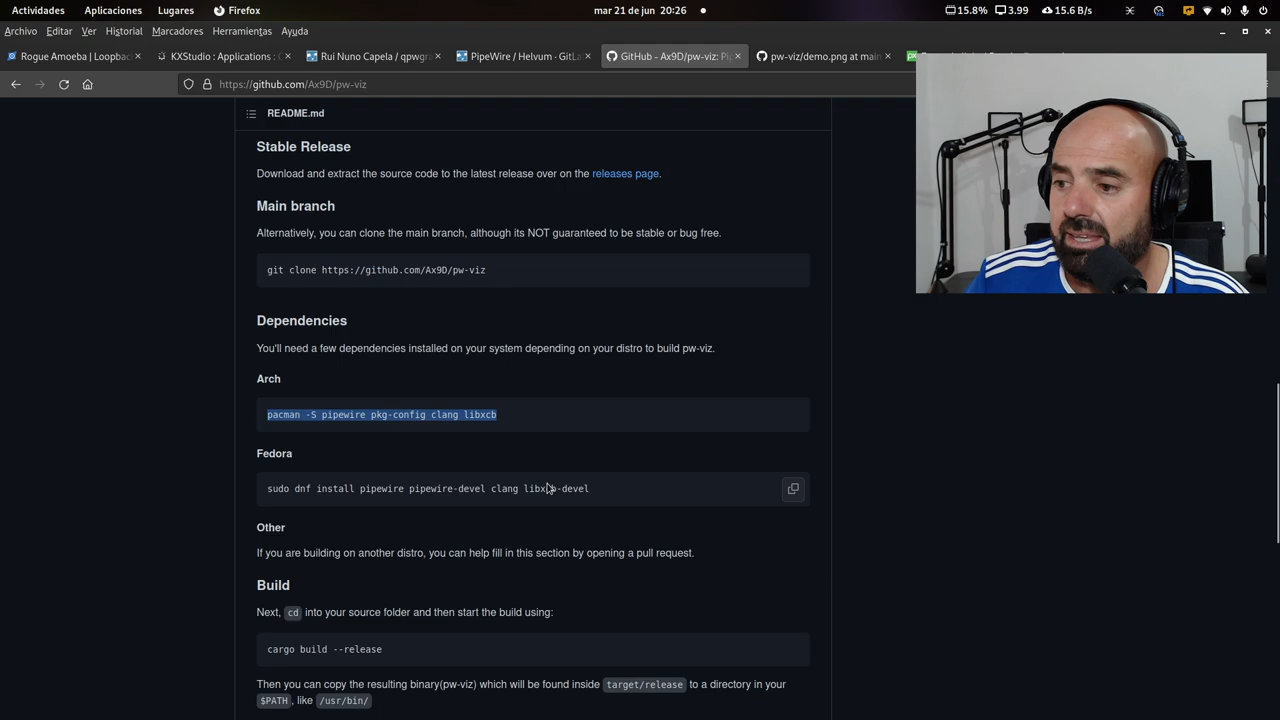 Actividades Aplicaciones Lugares Firefox mar 21 de jun 20:26 15.8% 3.99 15.6 B/s
Archivo Editar Ver Historial Marcadores Herramientas Ayuda
Rogue Amoeba | Loopbac KXStudio : Applications : C Rui Nuno Capela / qpwgra PipeWire / Helvum · GitLa GitHub - Ax9D/pw-viz: Pip pw-viz/demo.png at main
https://github.com/Ax9D/pw-viz
README.md
Stable Release
Download and extract the source code to the latest release over on the releases page.
Main branch
Alternatively, you can clone the main branch, although its NOT guaranteed to be stable or bug free.
git clone https://github.com/Ax9D/pw-viz
Dependencies
You'll need a few dependencies installed on your system depending on your distro to build pw-viz.
Arch
pacman -S pipewire pkg-config clang libxcb
Fedora
sudo dnf install pipewire pipewire-devel clang libxcb-devel
Other
If you are building on another distro, you can help fill in this section by opening a pull request.
Build
Next, cd into your source folder and then start the build using:
cargo build --release
Then you can copy the resulting binary(pw-viz) which will be found inside target/release to a directory in your
$PATH, like /usr/bin/